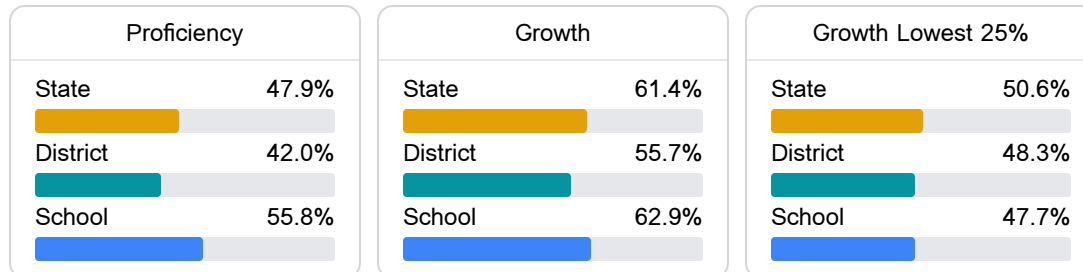 Proficiency
State 47.9%
District 42.0%
School 55.8%
Growth
State 61.4%
District 55.7%
School 62.9%
Growth Lowest 25%
State 50.6%
District 48.3%
School 47.7%